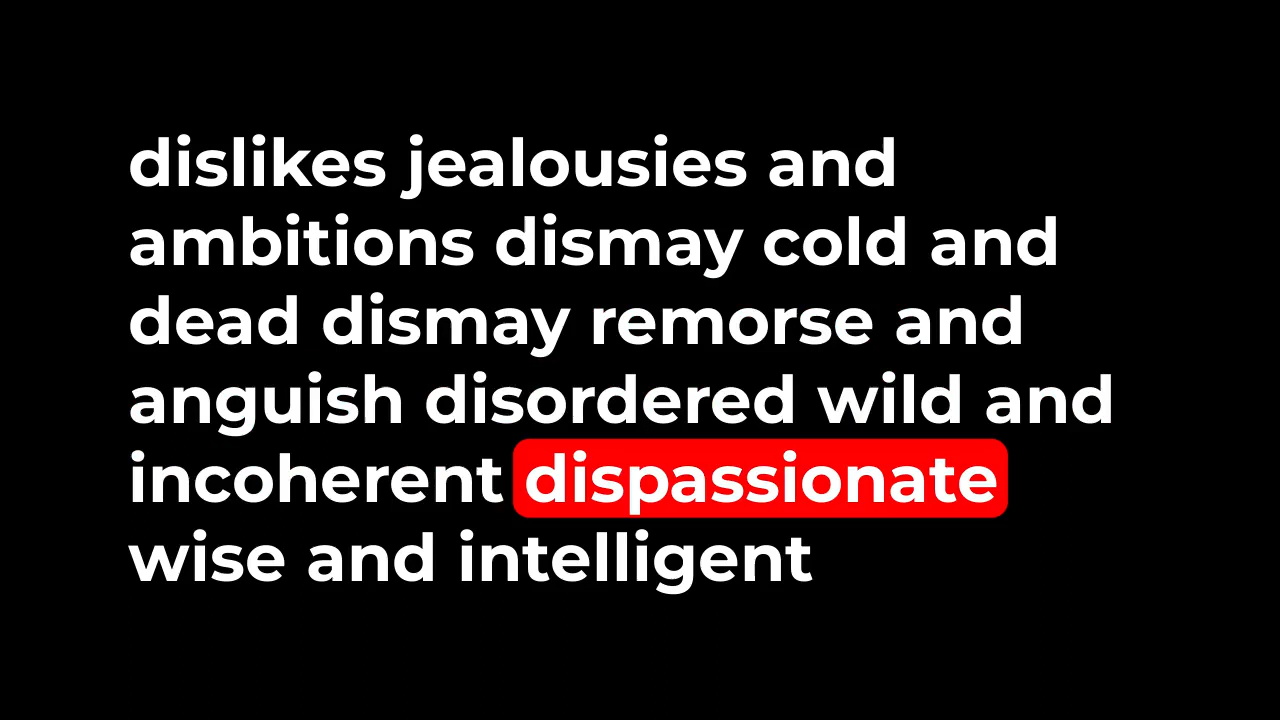 dislikes jealousies and
ambitions dismay cold and
dead dismay remorse and
anguish disordered wild and
incoherent dispassionate
wise and intelligent